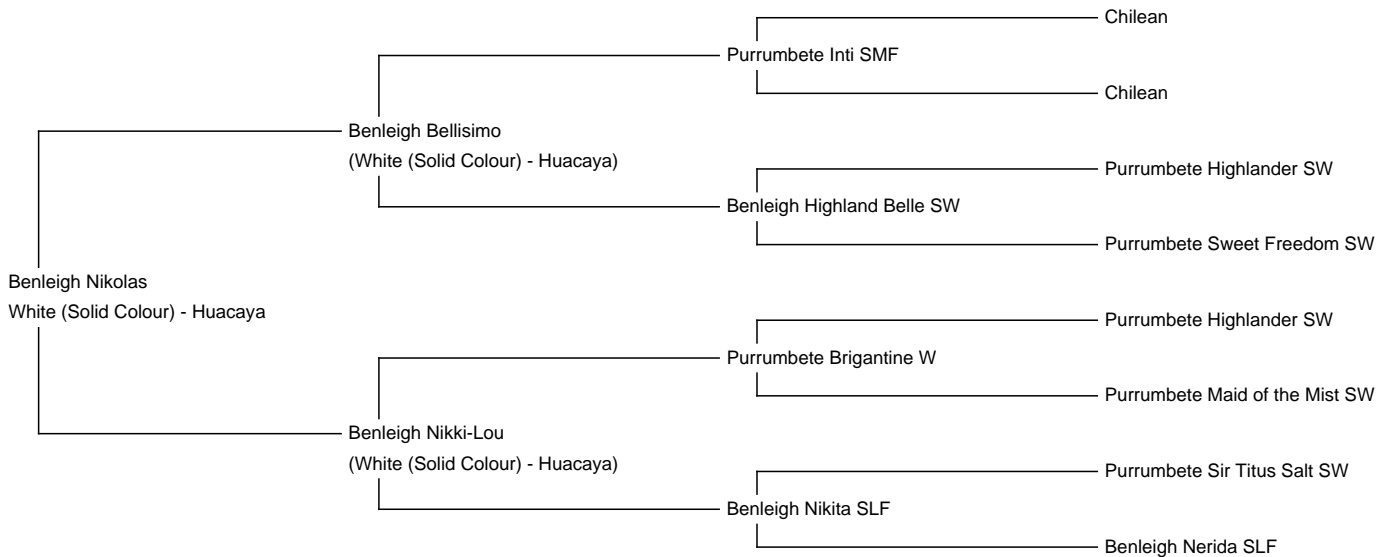 Chilean
Purrumbete Inti SMF
Chilean
Benleigh Bellisimo
(White (Solid Colour) - Huacaya)
Purrumbete Highlander SW
Benleigh Highland Belle SW
Purrumbete Sweet Freedom SW
Benleigh Nikolas
White (Solid Colour) - Huacaya
Purrumbete Highlander SW
Purrumbete Brigantine W
Purrumbete Maid of the Mist SW
Benleigh Nikki-Lou
(White (Solid Colour) - Huacaya)
Purrumbete Sir Titus Salt SW
Benleigh Nikita SLF
Benleigh Nerida SLF